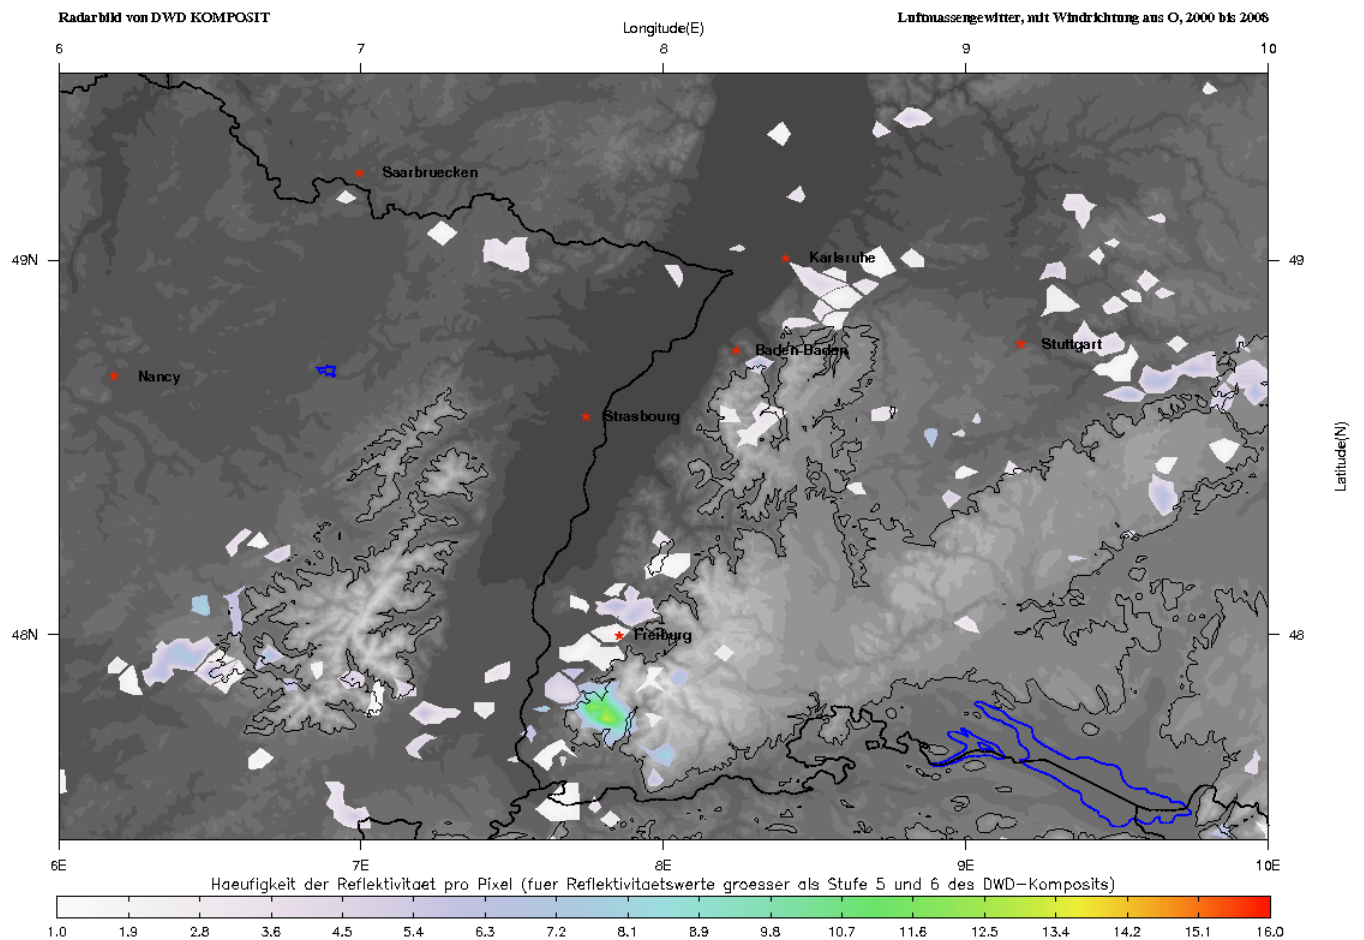 Radarbild von DWD KOMPOSIT
Luftmassengewitter, mit Windrichtung aus O, 2000 bis 2008
Longitude(E)
6 7 8 9 10
Saarbruecken
49N
Karlsruhe
49
Baden-Baden
Stuttgart
Nancy
Strasbourg
Latitude(N)
48N
Freiburg
48
6E 7E 8E 9E 10E
Haeufigkeit der Reflektivitaet pro Pixel (fuer Reflektivitaetswerte groesser als Stufe 5 und 6 des DWD-Komposits)
1.0 1.9 2.8 3.6 4.5 5.4 6.3 7.2 8.1 8.9 9.8 10.7 11.6 12.5 13.4 14.2 15.1 16.0